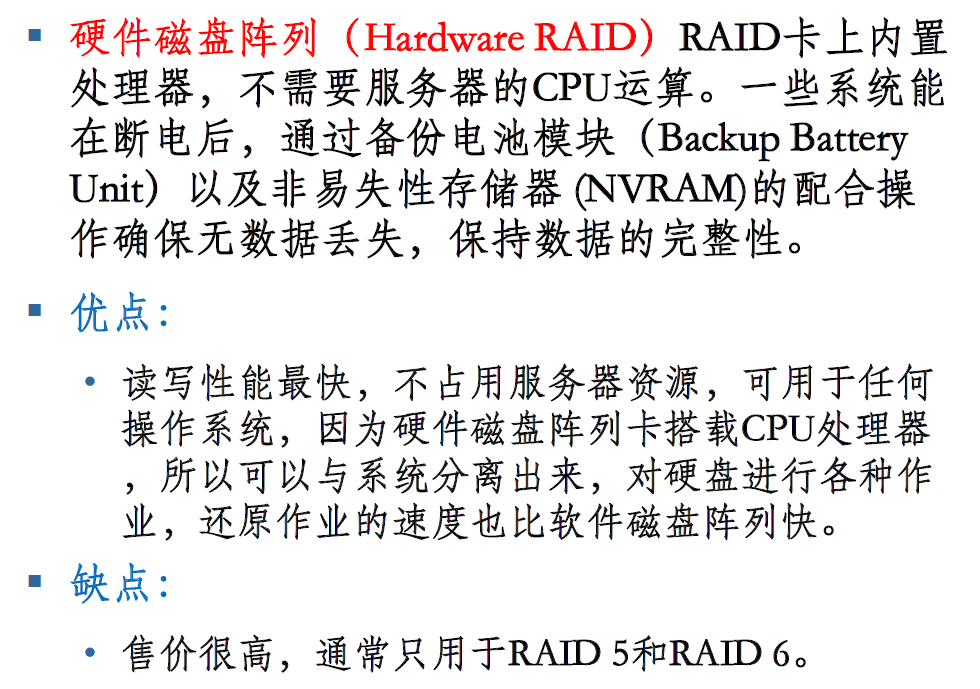 ▪ 硬件磁盘阵列（Hardware RAID）RAID卡上内置
处理器，不需要服务器的CPU运算。一些系统能
在断电后，通过备份电池模块（Backup Battery
Unit）以及非易失性存储器 (NVRAM)的配合操
作确保无数据丢失，保持数据的完整性。
▪ 优点：
• 读写性能最快，不占用服务器资源，可用于任何
操作系统，因为硬件磁盘阵列卡搭载CPU处理器
，所以可以与系统分离出来，对硬盘进行各种作
业，还原作业的速度也比软件磁盘阵列快。
▪ 缺点：
• 售价很高，通常只用于RAID 5和RAID 6。